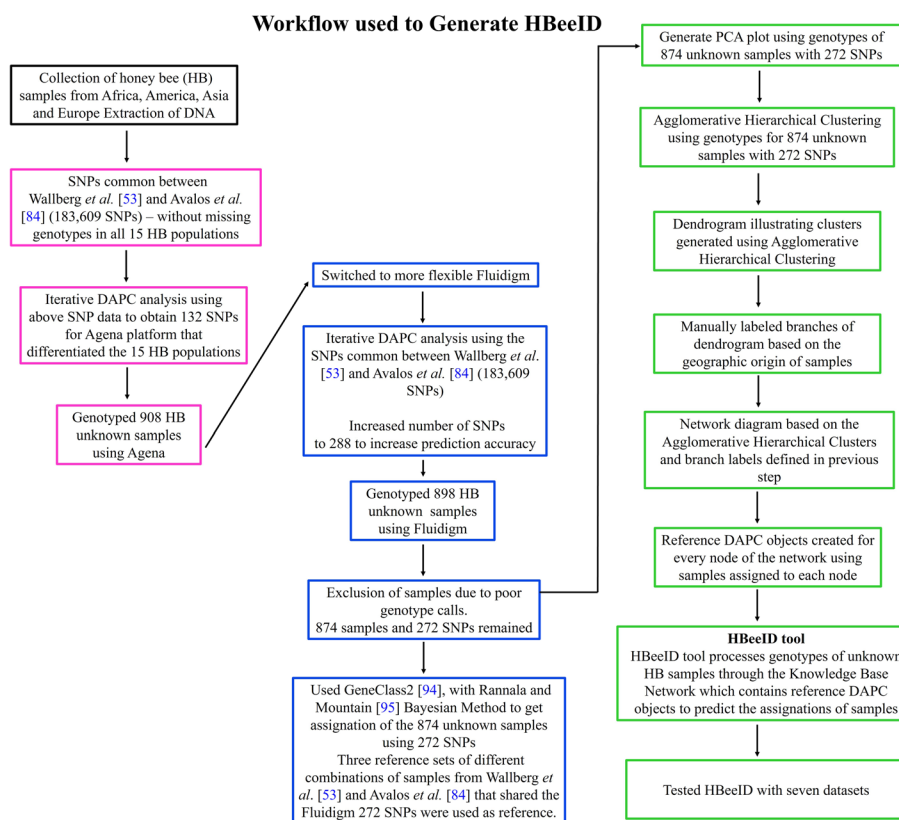 Workflow used to Generate HBeeID
Collection of honey bee (HB)
samples from Africa, America, Asia
and Europe Extraction of DNA
SNPs common between
Wallberg et al. [53] and Avalos et al.
[84] (183,609 SNPs) – without missing
genotypes in all 15 HB populations
Iterative DAPC analysis using
above SNP data to obtain 132 SNPs
for Agena platform that
differentiated the 15 HB populations
Genotyped 908 HB
unknown samples
using Agena
Switched to more flexible Fluidigm
Iterative DAPC analysis using the
SNPs common between Wallberg et al.
[53] and Avalos et al. [84] (183,609
SNPs)
Increased number of SNPs
to 288 to increase prediction accuracy
Genotyped 898 HB
unknown samples
using Fluidigm
Exclusion of samples due to poor
genotype calls.
874 samples and 272 SNPs remained
Used GeneClass2 [94], with Rannala and
Mountain [95] Bayesian Method to get
assignation of the 874 unknown samples
using 272 SNPs
Three reference sets of different
combinations of samples from Wallberg et
al. [53] and Avalos et al. [84] that shared the
Fluidigm 272 SNPs were used as reference.
Generate PCA plot using genotypes of
874 unknown samples with 272 SNPs
Agglomerative Hierarchical Clustering
using genotypes for 874 unknown
samples with 272 SNPs
Dendrogram illustrating clusters
generated using Agglomerative
Hierarchical Clustering
Manually labeled branches of
dendrogram based on the
geographic origin of samples
Network diagram based on the
Agglomerative Hierarchical Clusters
and branch labels defined in previous
step
Reference DAPC objects created for
every node of the network using
samples assigned to each node
HBeeID tool
HBeeID tool processes genotypes of unknown
HB samples through the Knowledge Base
Network which contains reference DAPC
objects to predict the assignations of samples
Tested HBeeID with seven datasets